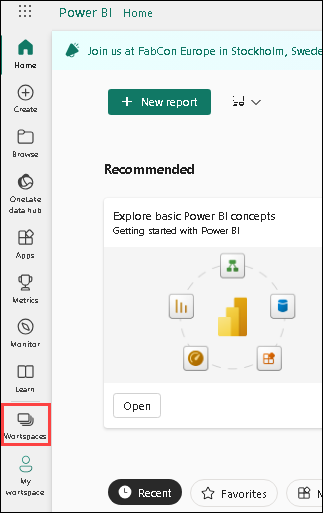 Power BI Home
Join us at FabCon Europe in Stockholm, Swede
Home
Create
Browse
OneLake
data hub
Apps
Metrics
Monitor
Learn
Workspaces
My
workspace
New report
Recommended
Explore basic Power BI concepts
Getting started with Power BI
Open
Recent
Favorites